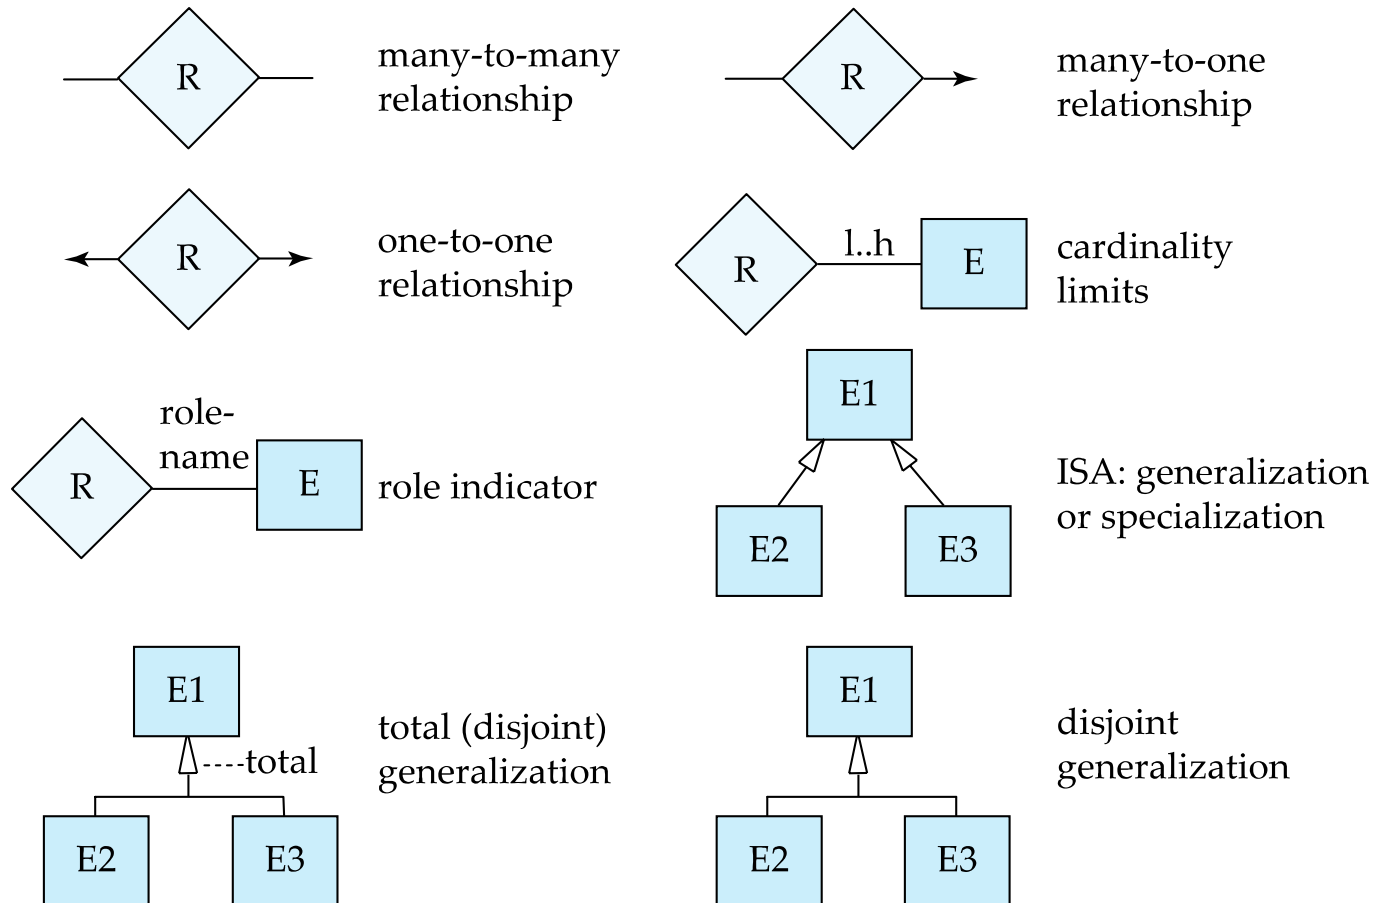 R
many-to-many
relationship
R
many-to-one
relationship
R
one-to-one
relationship
R
l..h
E
cardinality
limits
R
role-
name
E
role indicator
E1
E2
E3
ISA: generalization
or specialization
E1
----total
E2
E3
total (disjoint)
generalization
E1
E2
E3
disjoint
generalization